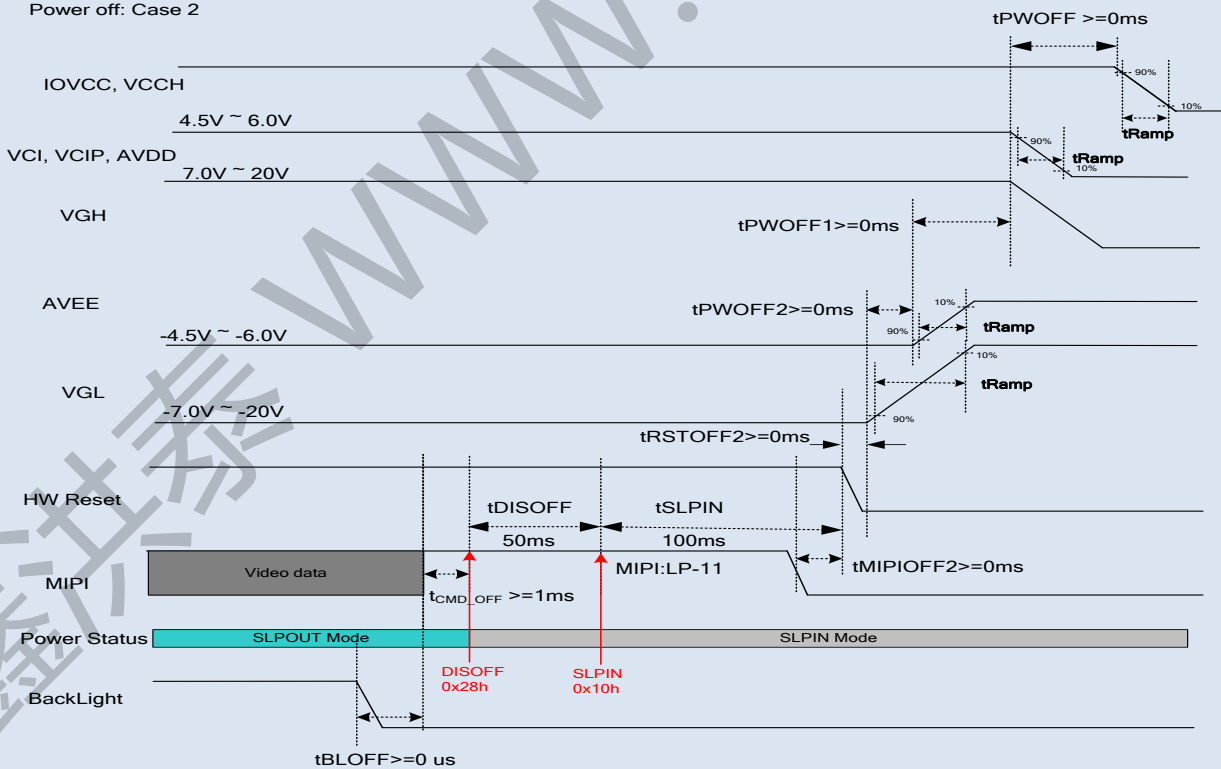 Power off: Case 2
tPWOFF >=0ms
IOVCC, VCCH
90%
10%
tRamp
4.5V ~ 6.0V
VCI, VCIP, AVDD
90%
tRamp
10%
7.0V ~ 20V
VGH
tPWOFF1>=0ms
AVEE
tPWOFF2>=0ms
10%
90%
tRamp
-4.5V ~ -6.0V
10%
VGL
tRamp
-7.0V ~ -20V
90%
tRSTOFF2>=0ms
HW Reset
tDISOFF
tSLPIN
50ms
100ms
MIPI
Video data
MIPI:LP-11
tMIPIOFF2>=0ms
tCMD_OFF >=1ms
Power Status
SLPOUT Mode
SLPIN Mode
DISOFF
0x28h
SLPIN
0x10h
BackLight
tBLOFF>=0 us
鑫洪泰 www.